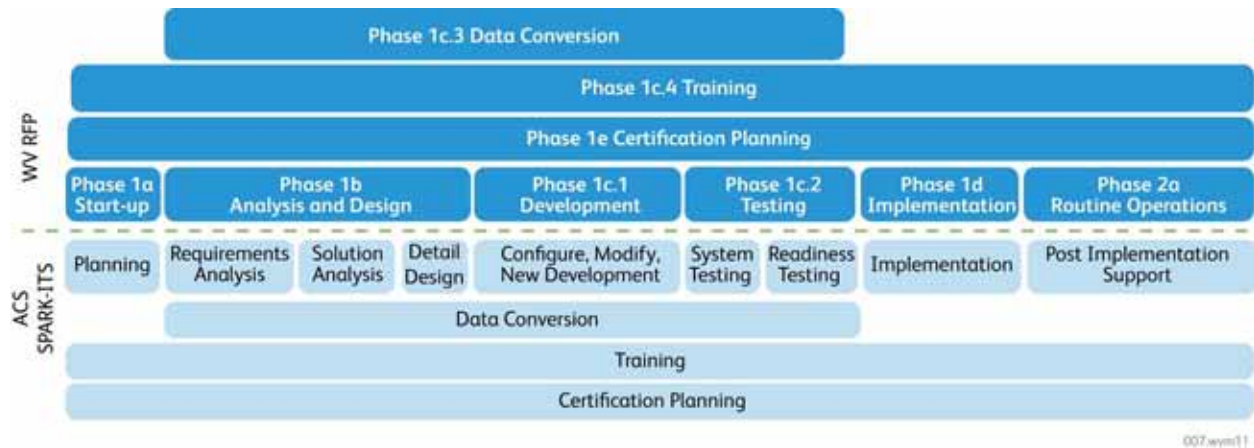 Phase 1c.3 Data Conversion
Phase 1c.4 Training
Phase 1e Certification Planning
WV RFP
Phase 1a
Start-up
Phase 1b
Analysis and Design
Phase 1c.1
Development
Phase 1c.2
Testing
Phase 1d
Implementation
Phase 2a
Routine Operations
ACS
SPARK-ITS
Planning
Requirements
Analysis
Solution
Analysis
Detail
Design
Configure, Modify,
New Development
System
Testing
Readiness
Testing
Implementation
Post Implementation
Support
Data Conversion
Training
Certification Planning
007.wym11